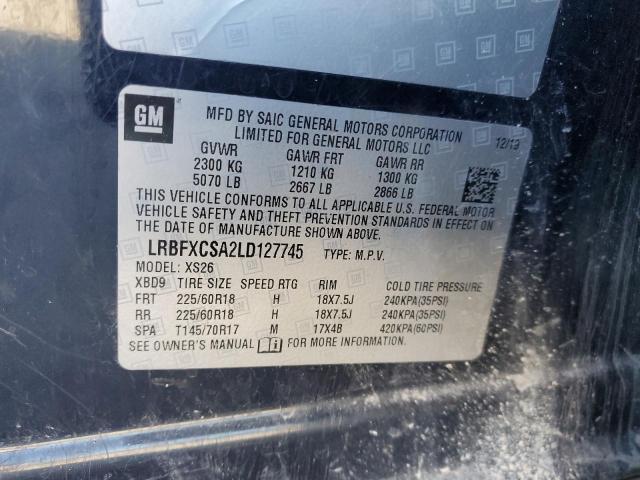 GM
MFD BY SAIC GENERAL MOTORS CORPORATION
LIMITED FOR GENERAL MOTORS LLC
12/19
GVWR GAWR FRT GAWR RR
2300 KG 1210 KG 1300 KG
5070 LB 2667 LB 2866 LB
THIS VEHICLE CONFORMS TO ALL APPLICABLE U.S. FEDERAL MOTOR
VEHICLE SAFETY AND THEFT PREVENTION STANDARDS IN EFFECT ON
THE DATE OF MANUFACTURE SHOWN ABOVE.
LRBFXCSA2LD127745 TYPE: M.P.V.
MODEL: XS26
XBD9 TIRE SIZE SPEED RTG RIM COLD TIRE PRESSURE
FRT 225/60R18 H 18X7.5J 240KPA(35PSI)
RR 225/60R18 H 18X7.5J 240KPA(35PSI)
SPA T145/70R17 M 17X4B 420KPA(60PSI)
SEE OWNER'S MANUAL FOR MORE INFORMATION.